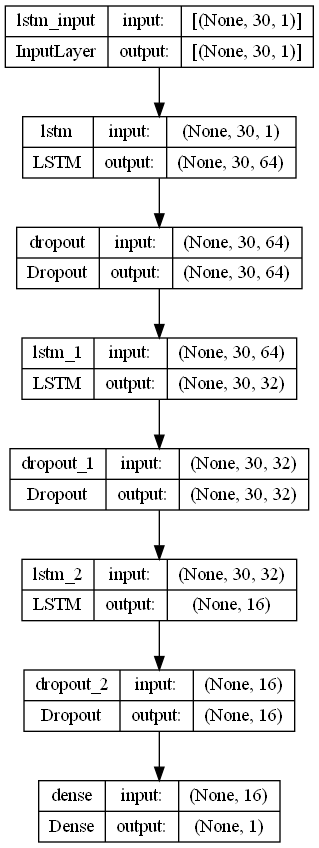 lstm_input input: [(None, 30, 1)]
InputLayer output: [(None, 30, 1)]
lstm input: (None, 30, 1)
LSTM output: (None, 30, 64)
dropout input: (None, 30, 64)
Dropout output: (None, 30, 64)
lstm_1 input: (None, 30, 64)
LSTM output: (None, 30, 32)
dropout_1 input: (None, 30, 32)
Dropout output: (None, 30, 32)
lstm_2 input: (None, 30, 32)
LSTM output: (None, 16)
dropout_2 input: (None, 16)
Dropout output: (None, 16)
dense input: (None, 16)
Dense output: (None, 1)